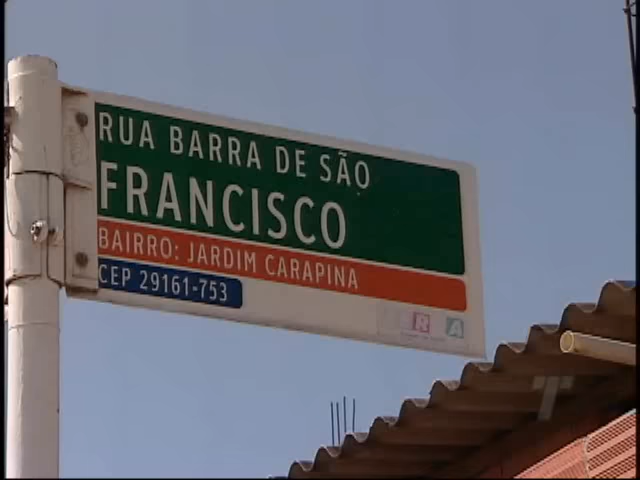 RUA BARRA DE SÃO
FRANCISCO
BAIRRO: JARDIM CARAPINA
CEP 29161-753
R A